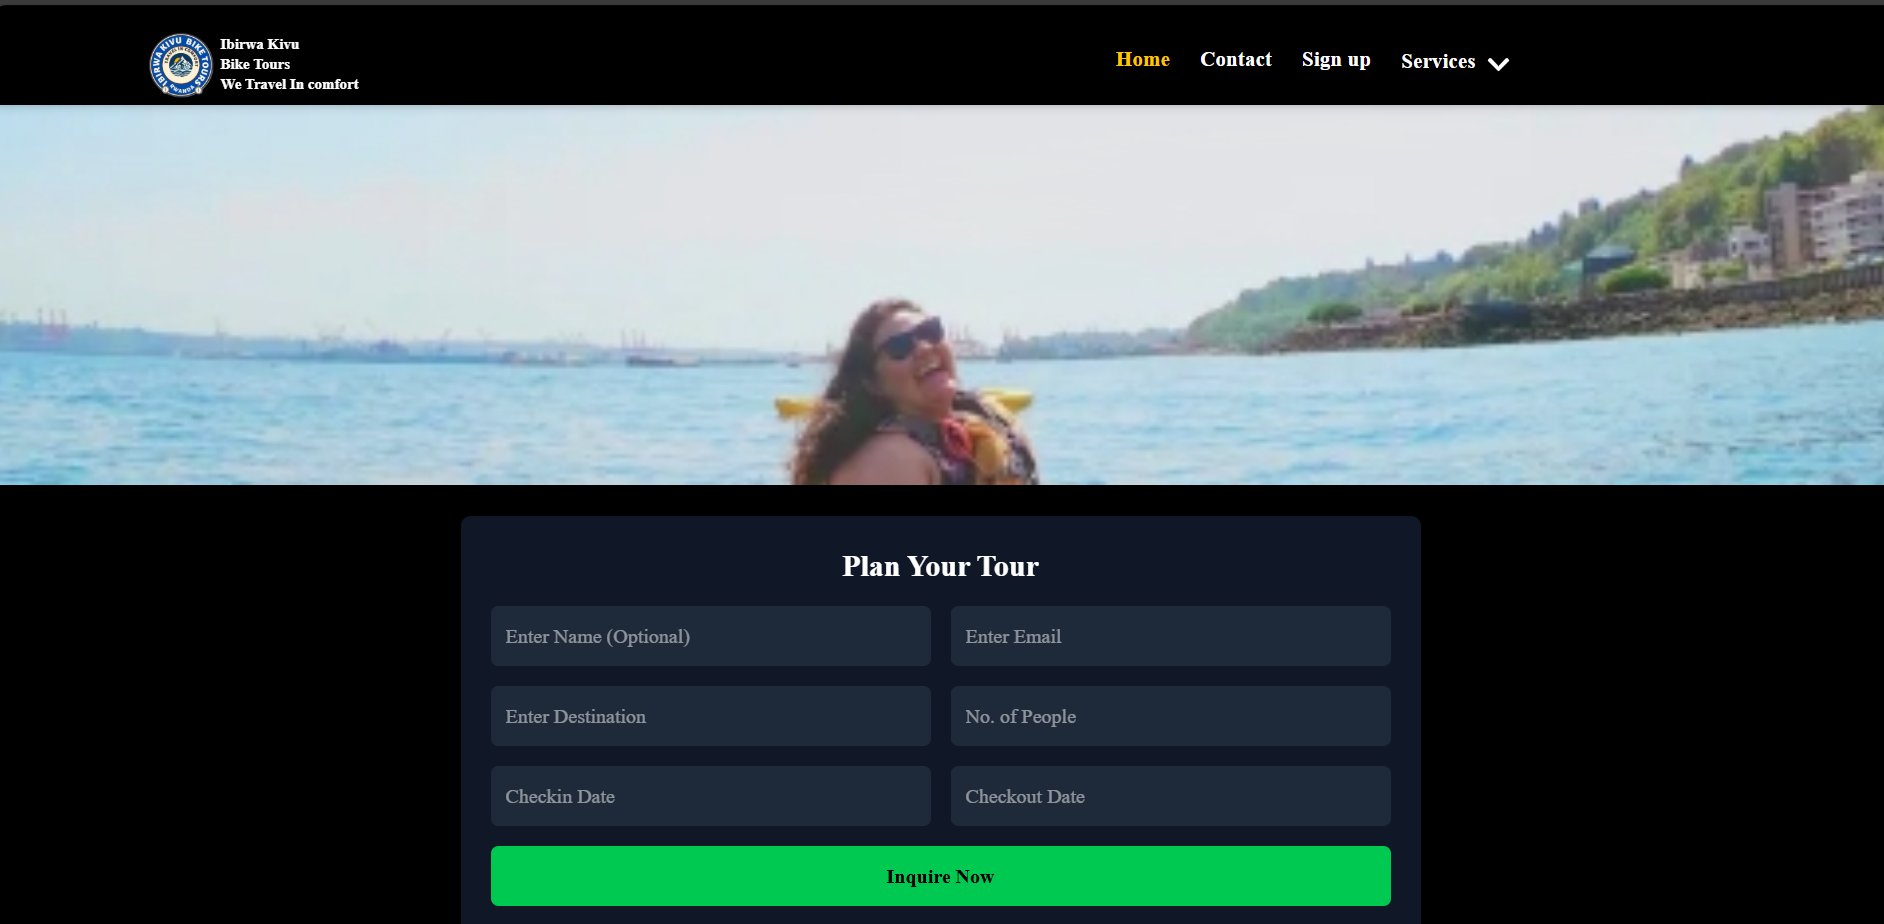 IBIRWA KIVU BIKE TOURS
RWANDA
Ibirwa Kivu
Bike Tours
We Travel In comfort
Home
Contact
Sign up
Services
Plan Your Tour
Enter Name (Optional)
Enter Email
Enter Destination
No. of People
Checkin Date
Checkout Date
Inquire Now